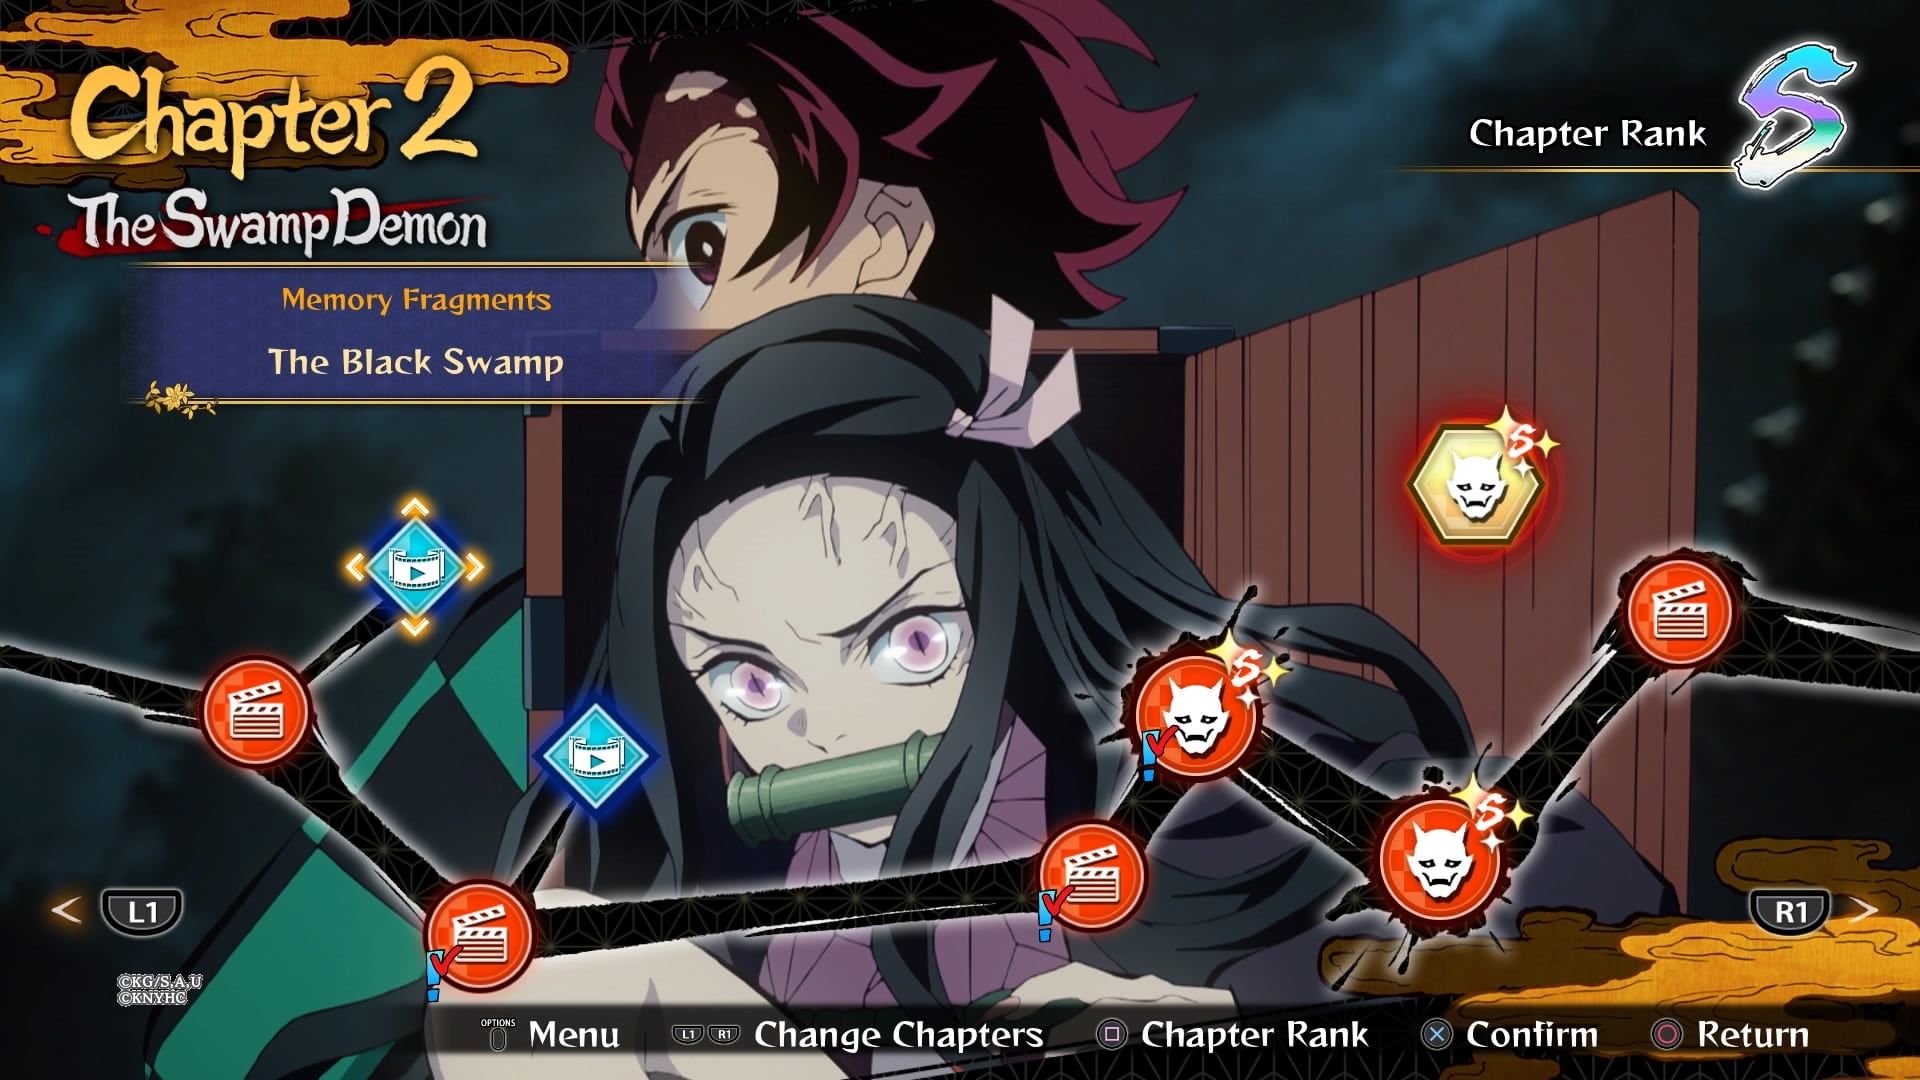 Chapter 2
The Swamp Demon
Chapter Rank S
Memory Fragments
The Black Swamp
S
S
S
L1
R1
©KG/S,A,U
©KNYHC
OPTIONS Menu L1 R1 Change Chapters Chapter Rank Confirm Return